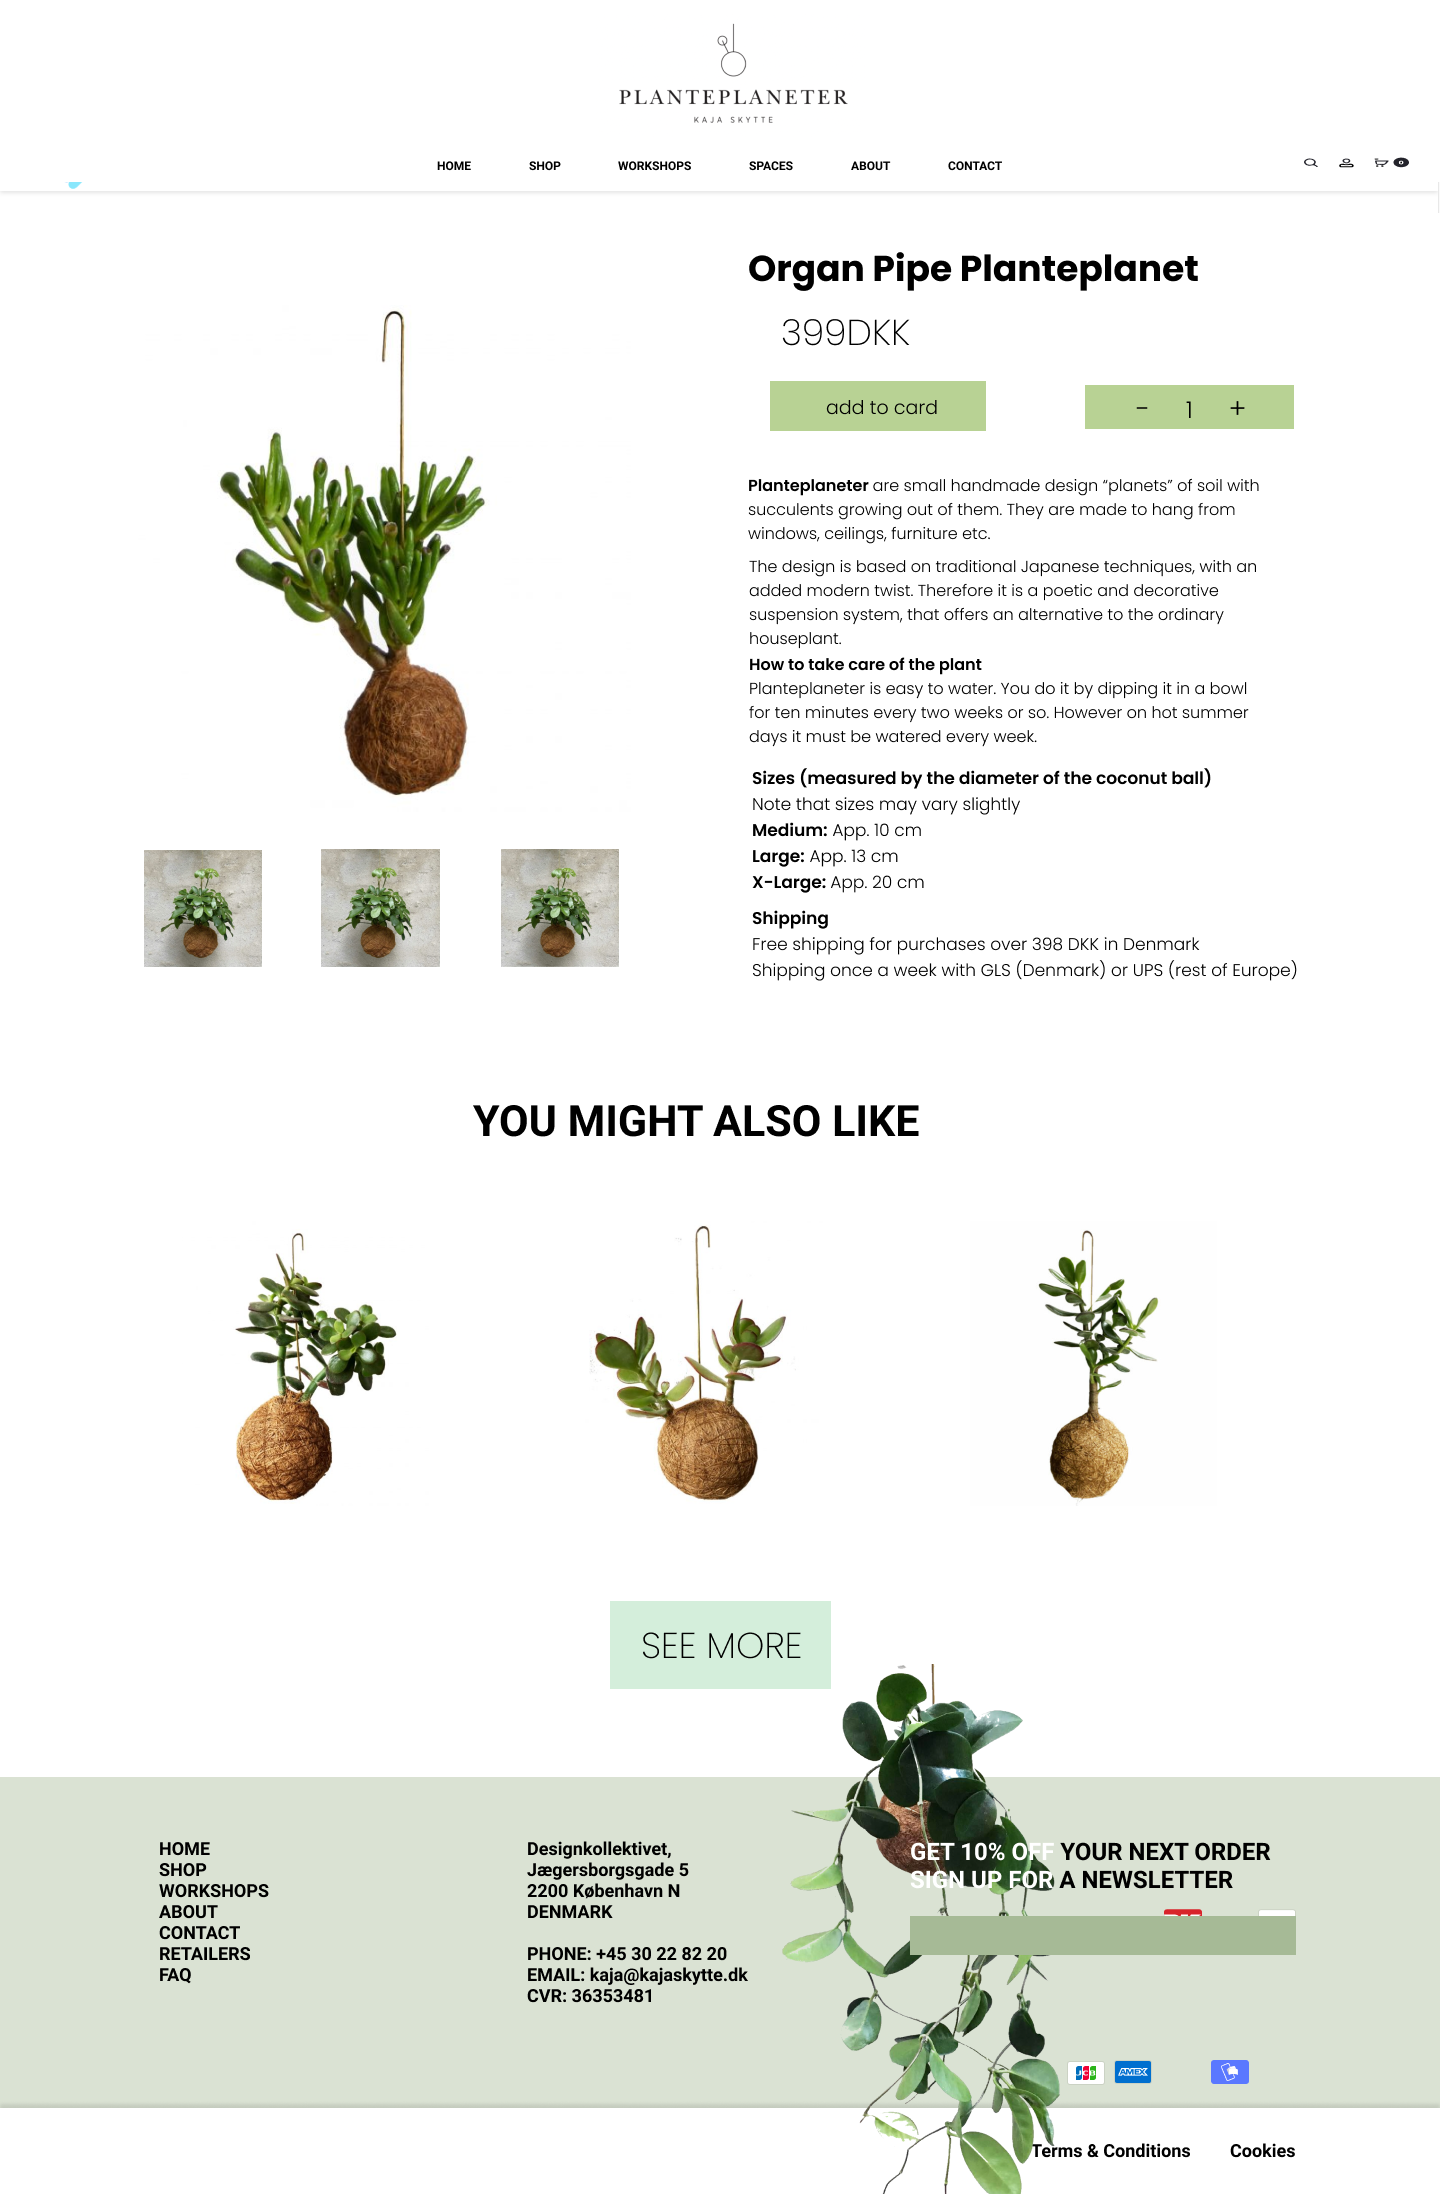 PLANTEPLANETER
KAJA SKYTTE
HOME SHOP WORKSHOPS SPACES ABOUT CONTACT
0
Organ Pipe Planteplanet
399DKK
add to card
- 1 +
Planteplaneter are small handmade design “planets” of soil with
succulents growing out of them. They are made to hang from
windows, ceilings, furniture etc.
The design is based on traditional Japanese techniques, with an
added modern twist. Therefore it is a poetic and decorative
suspension system, that offers an alternative to the ordinary
houseplant.
How to take care of the plant
Planteplaneter is easy to water. You do it by dipping it in a bowl
for ten minutes every two weeks or so. However on hot summer
days it must be watered every week.
Sizes (measured by the diameter of the coconut ball)
Note that sizes may vary slightly
Medium: App. 10 cm
Large: App. 13 cm
X-Large: App. 20 cm
Shipping
Free shipping for purchases over 398 DKK in Denmark
Shipping once a week with GLS (Denmark) or UPS (rest of Europe)
YOU MIGHT ALSO LIKE
SEE MORE
HOME
SHOP
WORKSHOPS
ABOUT
CONTACT
RETAILERS
FAQ
Designkollektivet,
Jægersborgsgade 5
2200 København N
DENMARK
PHONE: +45 30 22 82 20
EMAIL: kaja@kajaskytte.dk
CVR: 36353481
GET 10% OFF YOUR NEXT ORDER
SIGN UP FOR A NEWSLETTER
JCB AMEX
Terms & Conditions Cookies